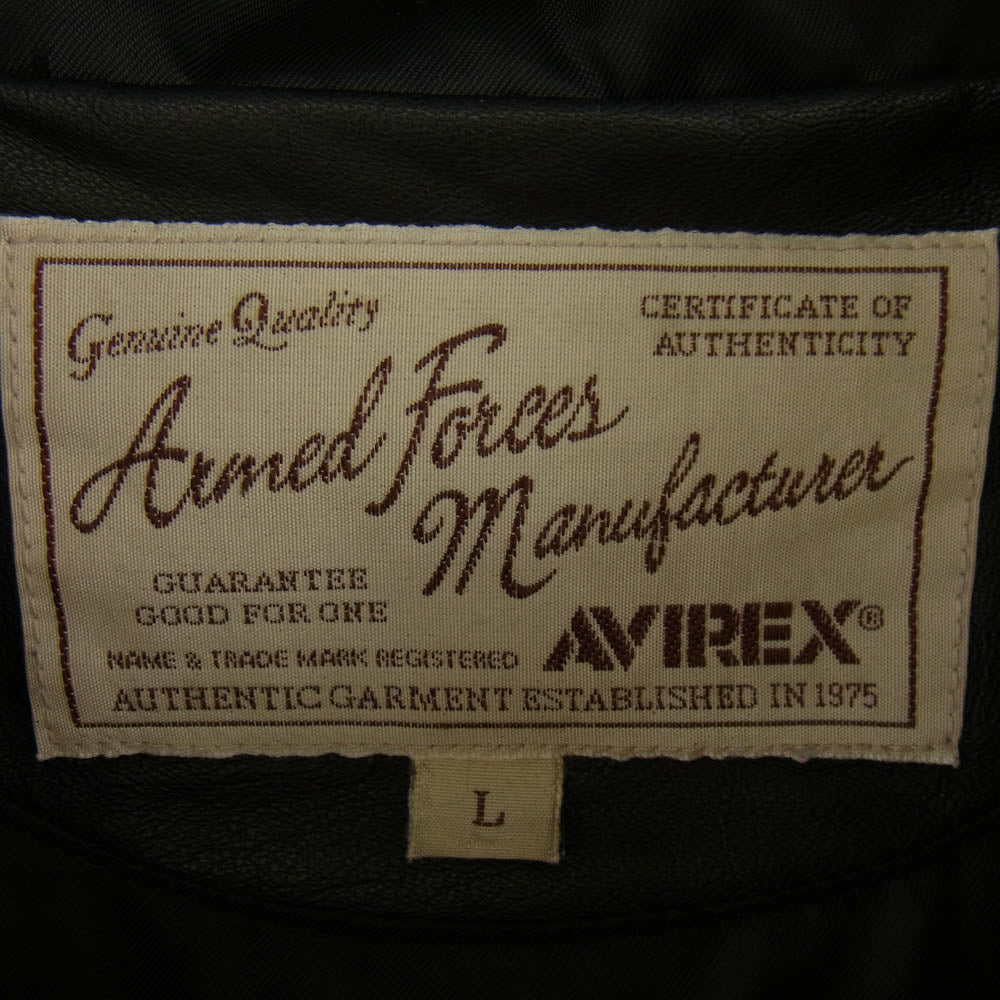 Genuine Quality
CERTIFICATE OF
AUTHENTICITY
Armed Forces
Manufacturer
GUARANTEE
GOOD FOR ONE
AVIREX®
NAME & TRADE MARK REGISTERED
AUTHENTIC GARMENT ESTABLISHED IN 1975
L